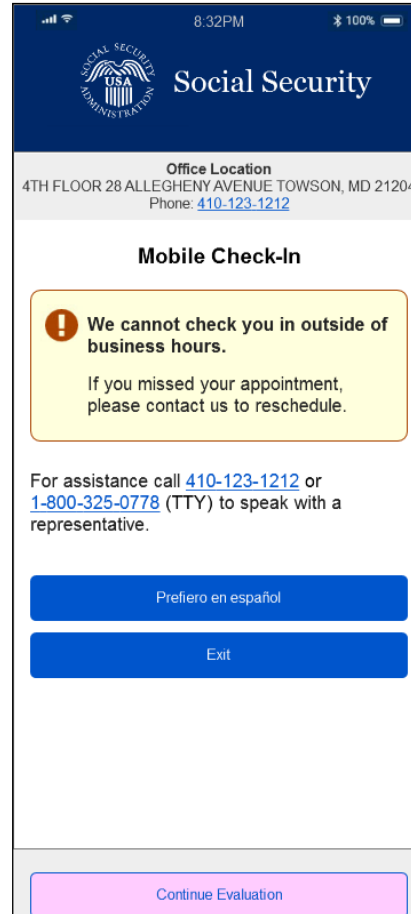 8:32PM
100%
SOCIAL SECURITY ADMINISTRATION
USA
Social Security
Office Location
4TH FLOOR 28 ALLEGHENY AVENUE TOWSON, MD 21204
Phone: 410-123-1212
Mobile Check-In
We cannot check you in outside of
business hours.
If you missed your appointment,
please contact us to reschedule.
For assistance call 410-123-1212 or
1-800-325-0778 (TTY) to speak with a
representative.
Prefiero en español
Exit
Continue Evaluation